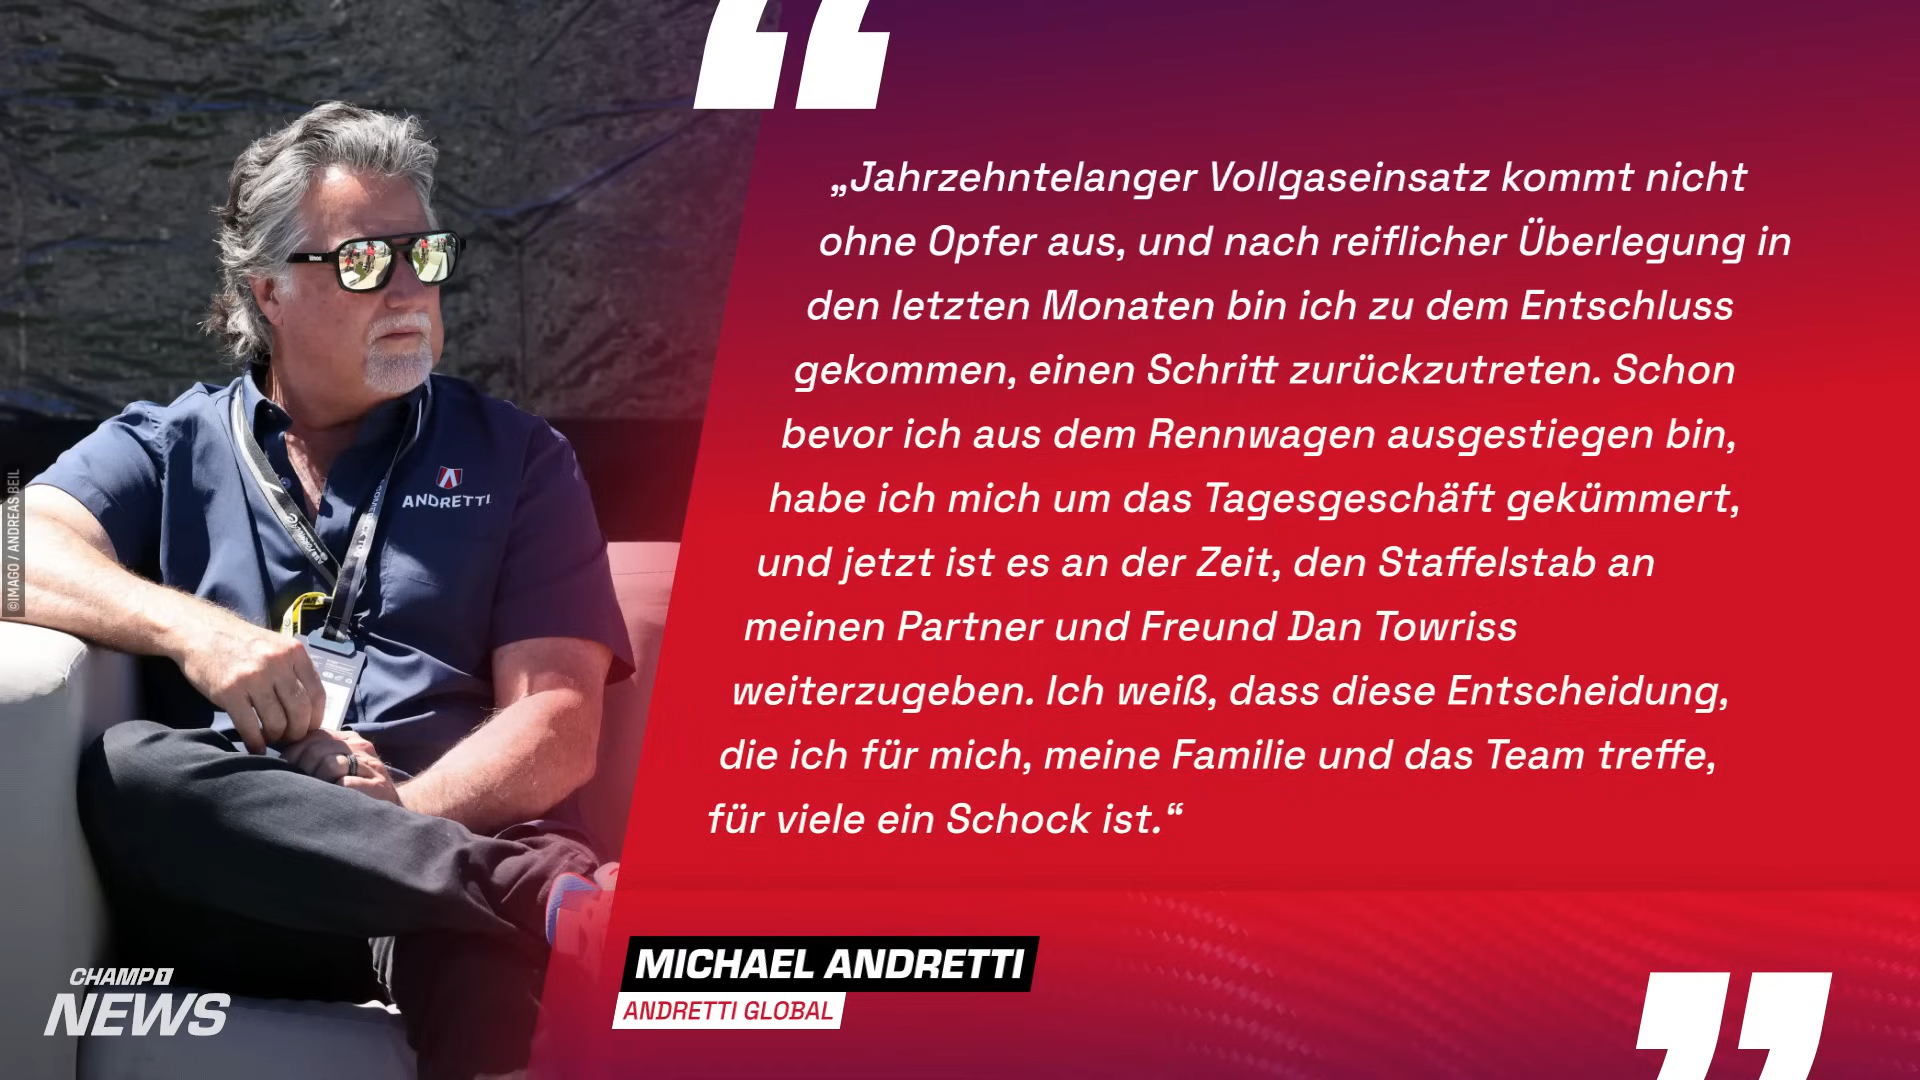 „Jahrzehntelanger Vollgaseinsatz kommt nicht
ohne Opfer aus, und nach reiflicher Überlegung in
den letzten Monaten bin ich zu dem Entschluss
gekommen, einen Schritt zurückzutreten. Schon
bevor ich aus dem Rennwagen ausgestiegen bin,
habe ich mich um das Tagesgeschäft gekümmert,
und jetzt ist es an der Zeit, den Staffelstab an
meinen Partner und Freund Dan Towriss
weiterzugeben. Ich weiß, dass diese Entscheidung,
die ich für mich, meine Familie und das Team treffe,
für viele ein Schock ist.“
ANDRETTI
©IMAGO / ANDREAS BEIL
MICHAEL ANDRETTI
ANDRETTI GLOBAL
CHAMP1
NEWS